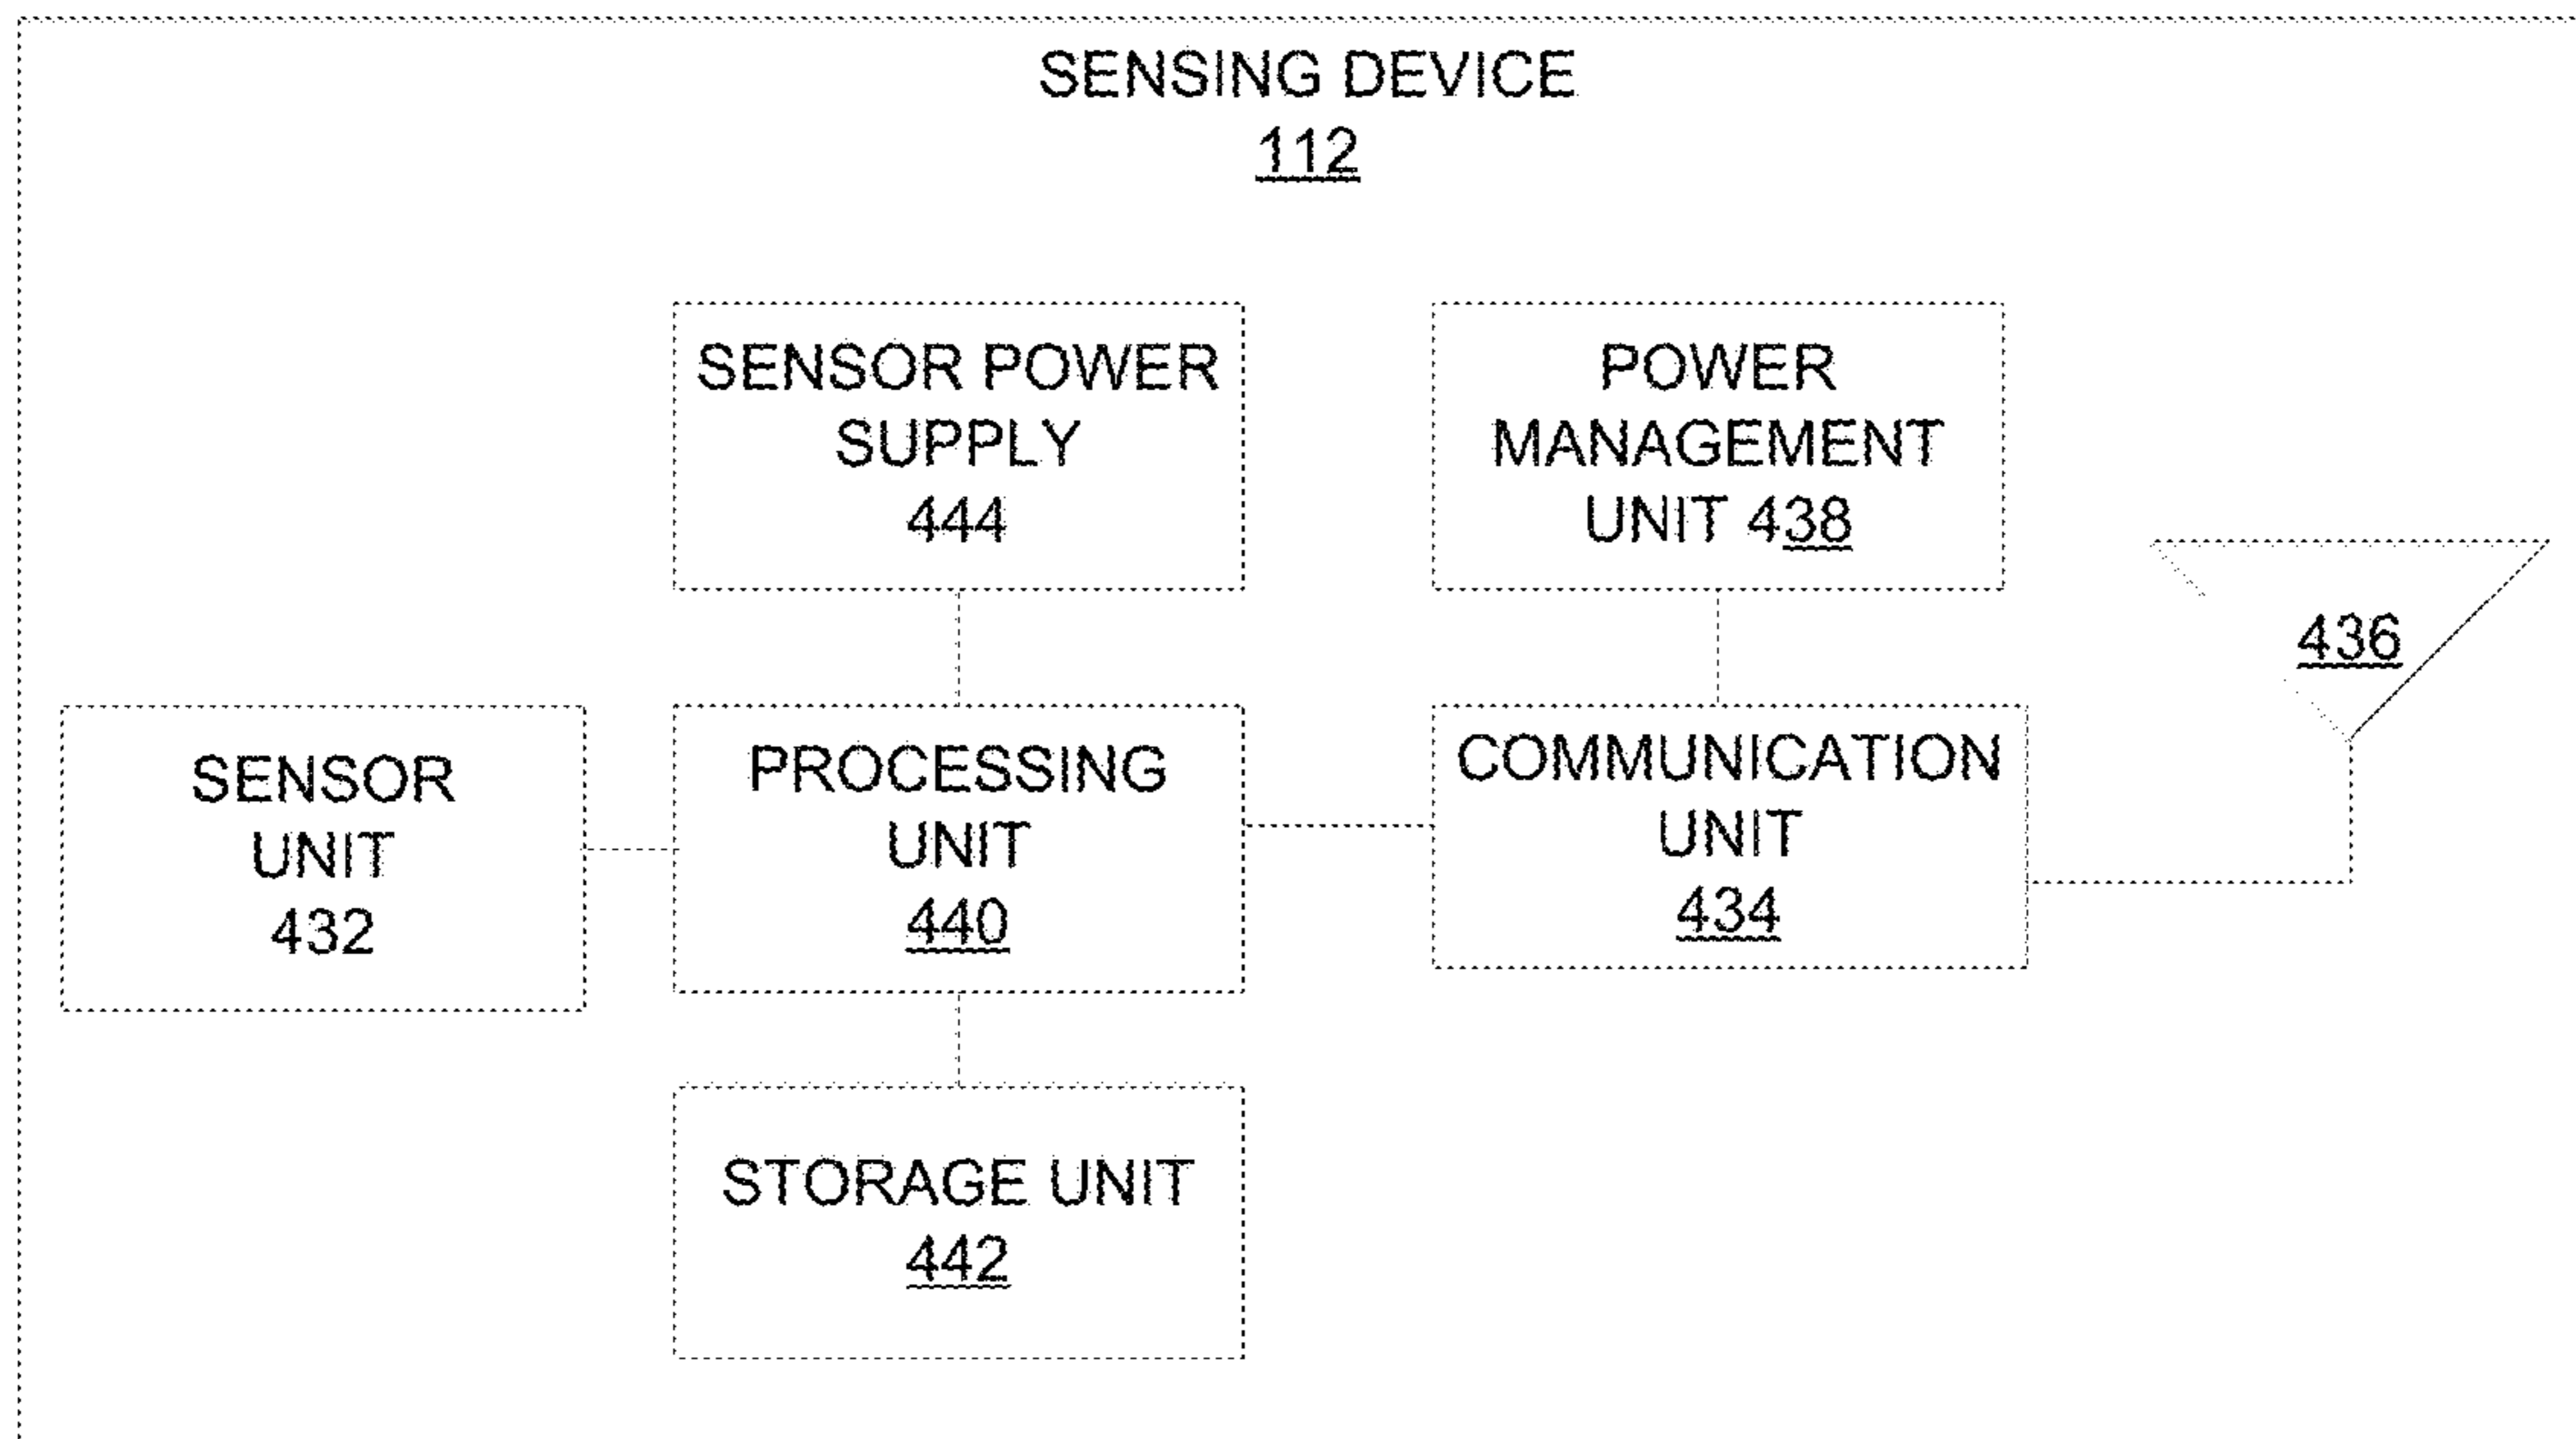 SENSING DEVICE
112
SENSOR POWER
SUPPLY
444
POWER
MANAGEMENT
UNIT 438
436
SENSOR
UNIT
432
PROCESSING
UNIT
440
COMMUNICATION
UNIT
434
STORAGE UNIT
442